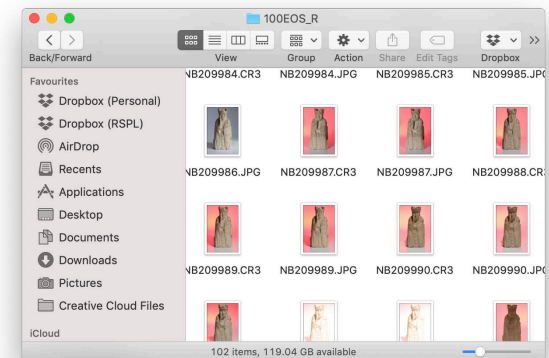 100EOS_R
Back/Forward View Group Action Share Edit Tags Dropbox
Favourites
Dropbox (Personal)
Dropbox (RSPL)
AirDrop
Recents
Applications
Desktop
Documents
Downloads
Pictures
Creative Cloud Files
iCloud
NB209984.CR3 NB209984.JPG NB209985.CR3 NB209985.JPG
NB209986.JPG NB209987.CR3 NB209987.JPG NB209988.CR3
NB209989.CR3 NB209989.JPG NB209990.CR3 NB209990.JPG
102 items, 119.04 GB available